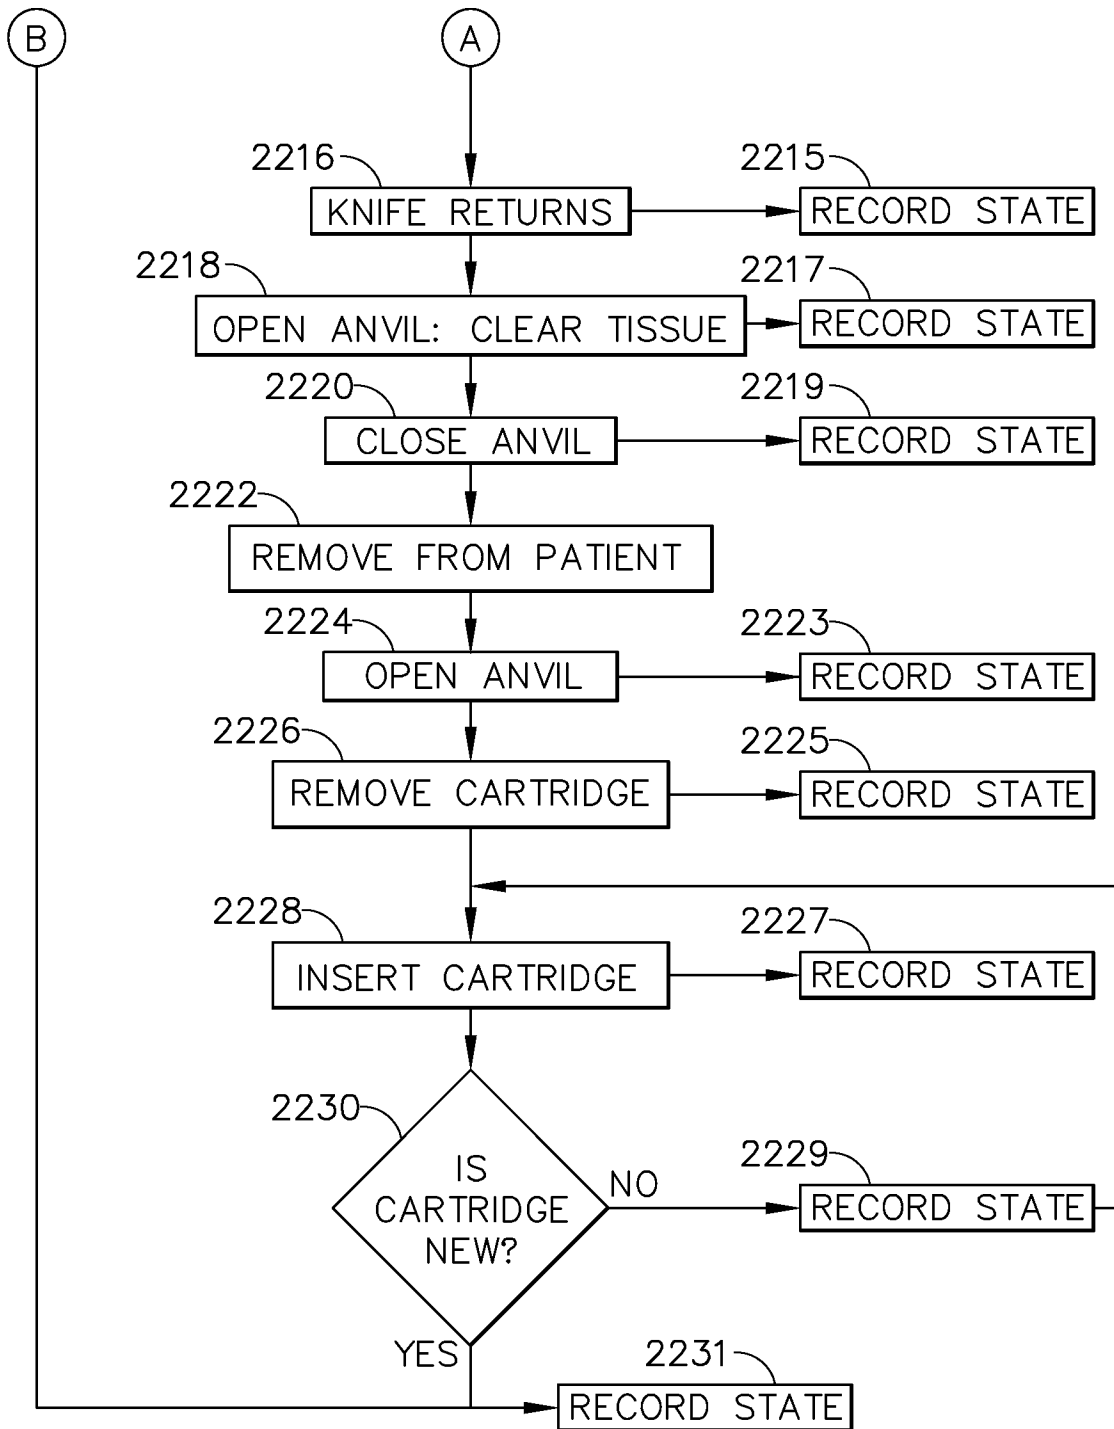 B
A
2216
2215
KNIFE RETURNS
RECORD STATE
2218
2217
OPEN ANVIL: CLEAR TISSUE
RECORD STATE
2220
2219
CLOSE ANVIL
RECORD STATE
2222
REMOVE FROM PATIENT
2224
2223
OPEN ANVIL
RECORD STATE
2226
2225
REMOVE CARTRIDGE
RECORD STATE
2228
2227
INSERT CARTRIDGE
RECORD STATE
2230
2229
IS
CARTRIDGE
NEW?
NO
RECORD STATE
YES
2231
RECORD STATE